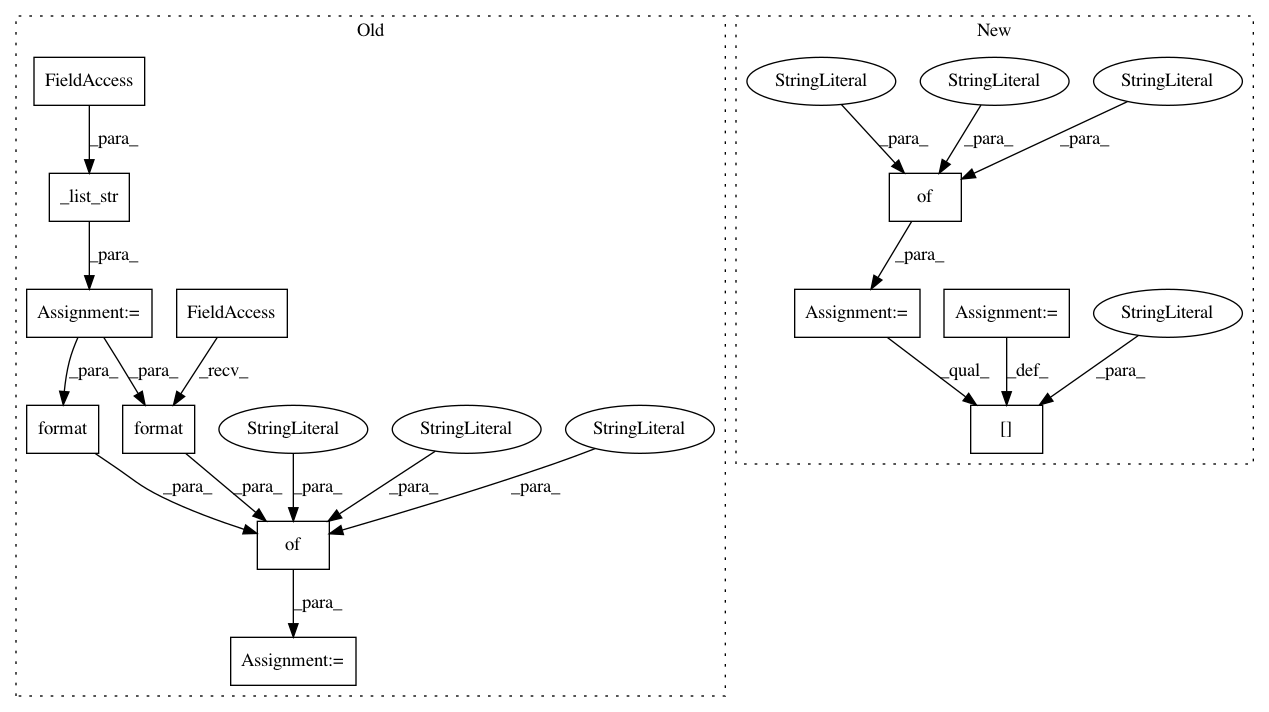 Old
New
FieldAccess
StringLiteral
StringLiteral
StringLiteral
_para_
_para_
_para_
_para_
_list_str
of
_para_
_para_
Assignment:=
FieldAccess
Assignment:=
Assignment:=
StringLiteral
_para_
_para_
_recv_
_qual_
_def_
_para_
format
format
StringLiteral
StringLiteral
StringLiteral
[]
_para_
_para_
_para_
_para_
_para_
of
_para_
Assignment:=